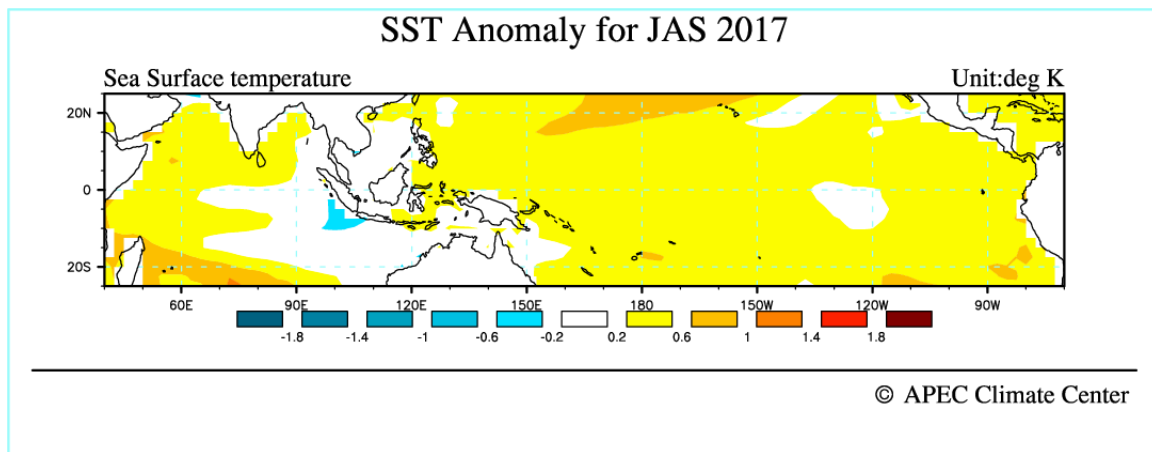 SST Anomaly for JAS 2017
Sea Surface temperature Unit:deg K
20N
0
20S
60E 90E 120E 150E 180 150W 120W 90W
-1.8 -1.4 -1 -0.6 -0.2 0.2 0.6 1 1.4 1.8
© APEC Climate Center